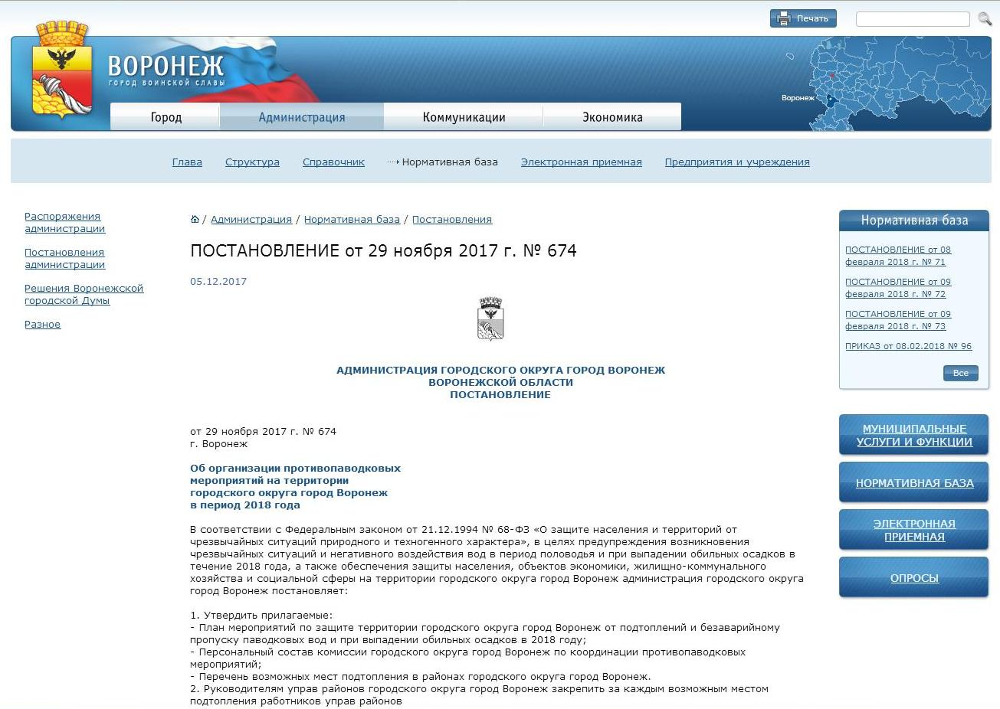 Печать
ВОРОНЕЖ
ГОРОД ВОИНСКОЙ СЛАВЫ
Воронеж
Город
Администрация
Коммуникации
Экономика
Глава
Структура
Справочник
Нормативная база
Электронная приемная
Предприятия и учреждения
Распоряжения
администрации
Постановления
администрации
Решения Воронежской
городской Думы
Разное
/ Администрация / Нормативная база / Постановления
ПОСТАНОВЛЕНИЕ от 29 ноября 2017 г. № 674
05.12.2017
АДМИНИСТРАЦИЯ ГОРОДСКОГО ОКРУГА ГОРОД ВОРОНЕЖ
ВОРОНЕЖСКОЙ ОБЛАСТИ
ПОСТАНОВЛЕНИЕ
от 29 ноября 2017 г. № 674
г. Воронеж
Об организации противопаводковых
мероприятий на территории
городского округа город Воронеж
в период 2018 года
В соответствии с Федеральным законом от 21.12.1994 № 68-ФЗ «О защите населения и территорий от
чрезвычайных ситуаций природного и техногенного характера», в целях предупреждения возникновения
чрезвычайных ситуаций и негативного воздействия вод в период половодья и при выпадении обильных осадков в
течение 2018 года, а также обеспечения защиты населения, объектов экономики, жилищно-коммунального
хозяйства и социальной сферы на территории городского округа город Воронеж администрация городского округа
город Воронеж постановляет:
1. Утвердить прилагаемые:
- План мероприятий по защите территории городского округа город Воронеж от подтоплений и безаварийному
пропуску паводковых вод и при выпадении обильных осадков в 2018 году;
- Персональный состав комиссии городского округа город Воронеж по координации противопаводковых
мероприятий;
- Перечень возможных мест подтопления в районах городского округа город Воронеж.
2. Руководителям управ районов городского округа город Воронеж закрепить за каждым возможным местом
подтопления работников управ районов
Нормативная база
ПОСТАНОВЛЕНИЕ от 08
февраля 2018 г. № 71
ПОСТАНОВЛЕНИЕ от 09
февраля 2018 г. № 72
ПОСТАНОВЛЕНИЕ от 09
февраля 2018 г. № 73
ПРИКАЗ от 08.02.2018 № 96
Все
МУНИЦИПАЛЬНЫЕ
УСЛУГИ И ФУНКЦИИ
НОРМАТИВНАЯ БАЗА
ЭЛЕКТРОННАЯ
ПРИЕМНАЯ
ОПРОСЫ